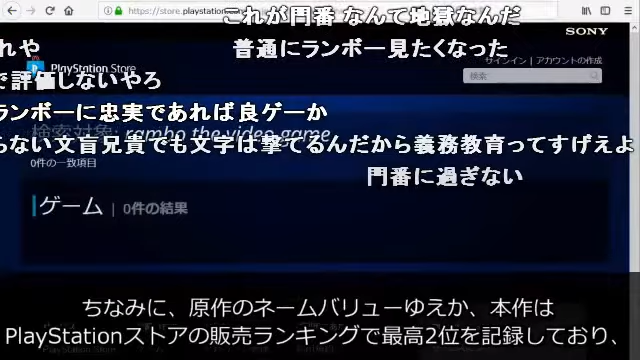 https://store.playstation
これが門番 なんて地獄なんだ
SONY
れや
普通にランボー見たくなった
PlayStation Store
サインイン | アカウントの作成
検索
で評価しないやろ
ランボーに忠実であれば良ゲーか
検索対象: rambo the video game
らない文盲兄貴でも文字は撃てるんだから義務教育ってすげえよ
0件の一致項目
門番に過ぎない
ゲーム | 0件の結果
ちなみに、原作のネームバリューゆえか、本作は
PlayStationストアの販売ランキングで最高2位を記録しており、